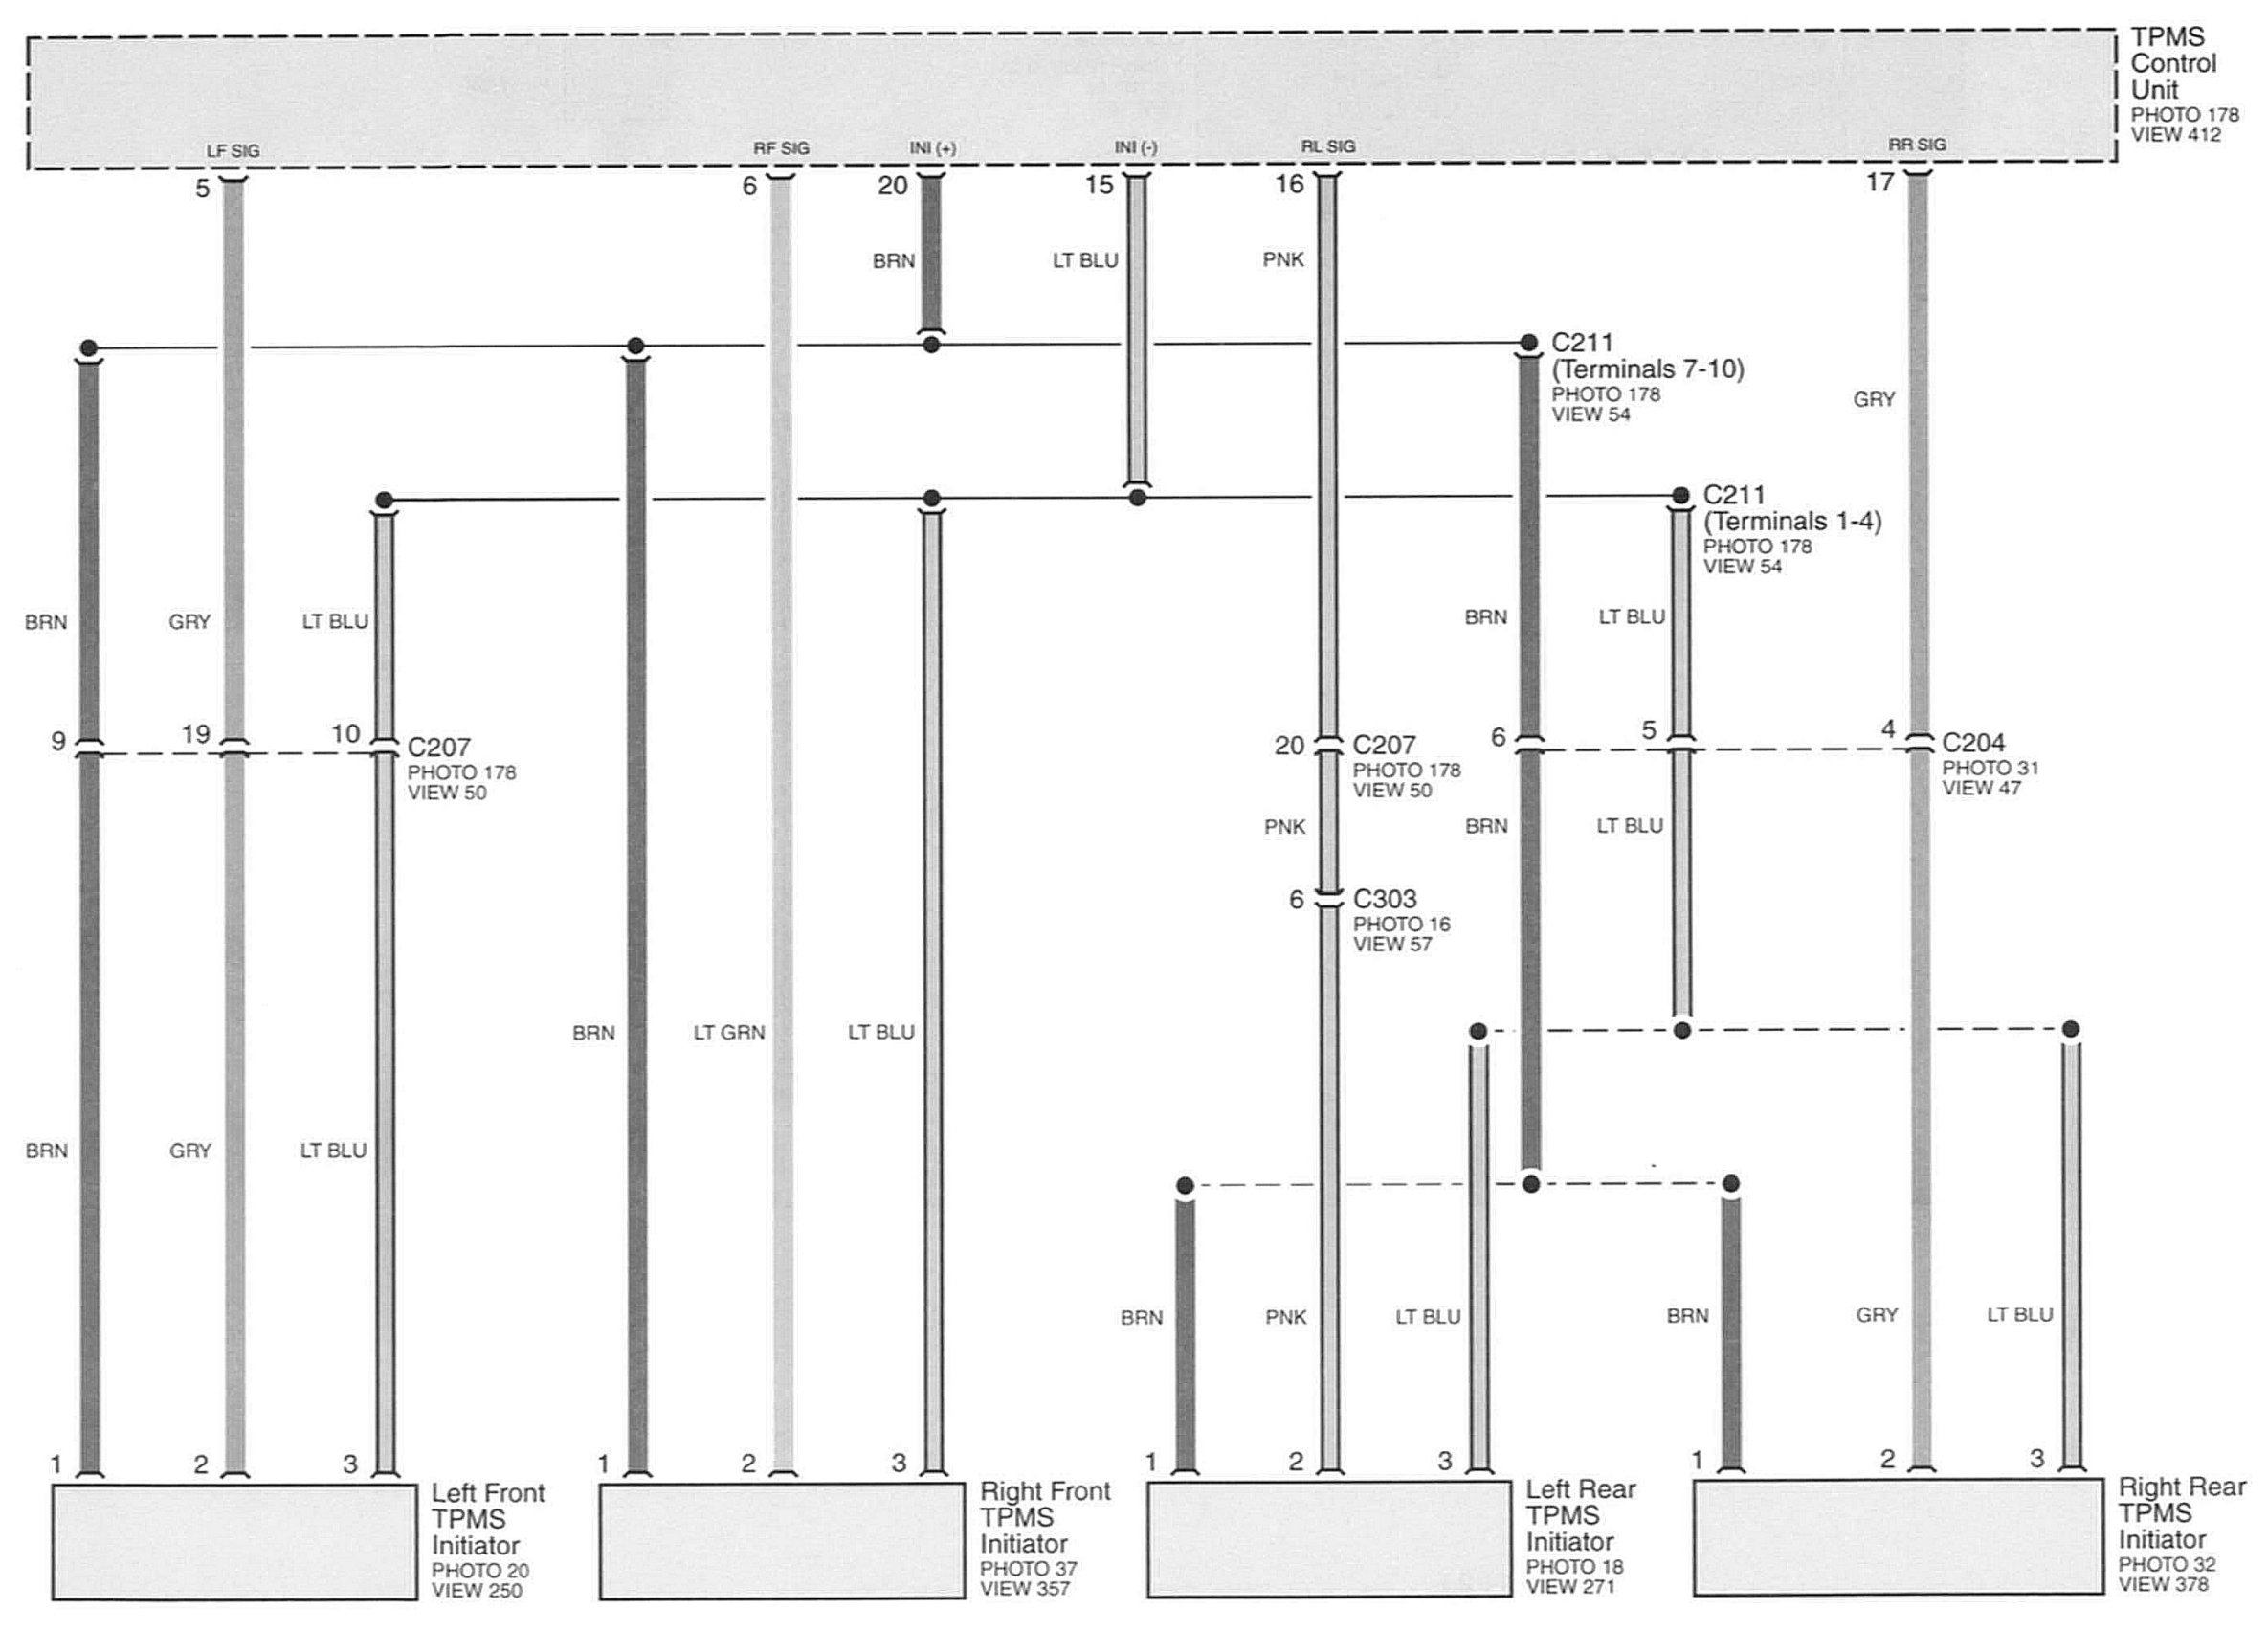 TPMS
Control
Unit
PHOTO 178
VIEW 412
LF SIG
RF SIG
INI (+)
INI (-)
RL SIG
RR SIG
5
6
20
15
16
17
BRN
LT BLU
PNK
C211
(Terminals 7-10)
PHOTO 178
VIEW 54
GRY
C211
(Terminals 1-4)
PHOTO 178
VIEW 54
BRN
GRY
LT BLU
BRN
LT BLU
9
19
10
C207
PHOTO 178
VIEW 50
20
C207
PHOTO 178
VIEW 50
6
5
4
C204
PHOTO 31
VIEW 47
PNK
BRN
LT BLU
6
C303
PHOTO 16
VIEW 57
BRN
LT GRN
LT BLU
BRN
GRY
LT BLU
BRN
PNK
LT BLU
BRN
GRY
LT BLU
1
2
3
1
2
3
1
2
3
1
2
3
Left Front
TPMS
Initiator
PHOTO 20
VIEW 250
Right Front
TPMS
Initiator
PHOTO 37
VIEW 357
Left Rear
TPMS
Initiator
PHOTO 18
VIEW 271
Right Rear
TPMS
Initiator
PHOTO 32
VIEW 378